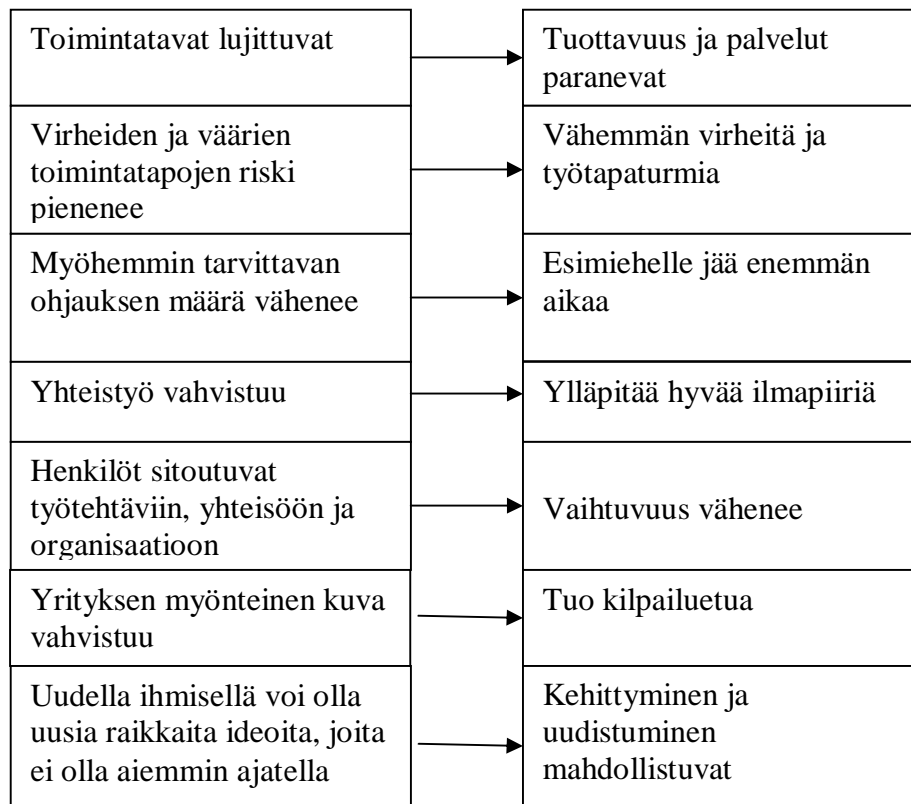 Toimintatavat lujittuvat
Tuottavuus ja palvelut
paranevat
Virheiden ja väärien
toimintatapojen riski
pienenee
Vähemmän virheitä ja
työtapaturmia
Myöhemmin tarvittavan
ohjauksen määrä vähenee
Esimiehelle jää enemmän
aikaa
Yhteistyö vahvistuu
Ylläpitää hyvää ilmapiiriä
Henkilöt sitoutuvat
työtehtäviin, yhteisöön ja
organisaatioon
Vaihtuvuus vähenee
Yrityksen myönteinen kuva
vahvistuu
Tuo kilpailuetua
Uudella ihmisellä voi olla
uusia raikkaita ideoita, joita
ei olla aiemmin ajatella
Kehittyminen ja
uudistuminen
mahdollistuvat